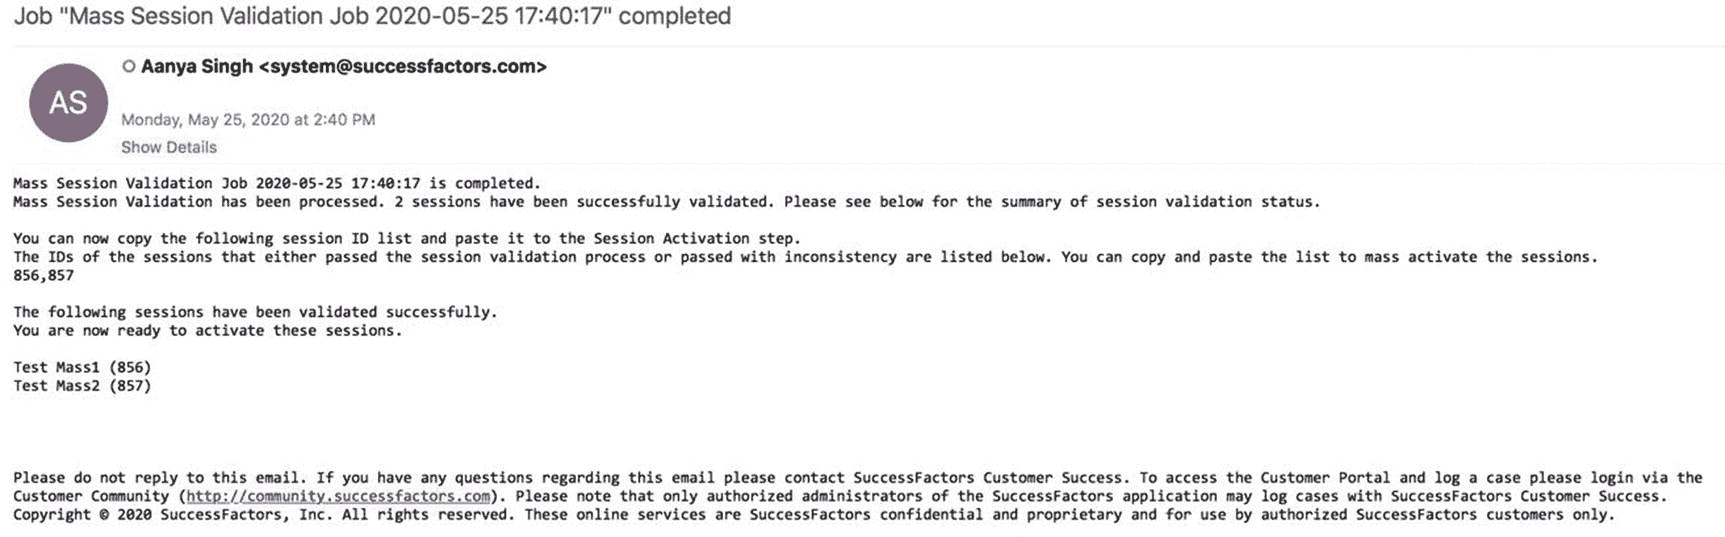 Job "Mass Session Validation Job 2020-05-25 17:40:17" completed
AS
Aanya Singh <system@successfactors.com>
Monday, May 25, 2020 at 2:40 PM
Show Details
Mass Session Validation Job 2020-05-25 17:40:17 is completed.
Mass Session Validation has been processed. 2 sessions have been successfully validated. Please see below for the summary of session validation status.
You can now copy the following session ID list and paste it to the Session Activation step.
The IDs of the sessions that either passed the session validation process or passed with inconsistency are listed below. You can copy and paste the list to mass activate the sessions.
856,857
The following sessions have been validated successfully.
You are now ready to activate these sessions.
Test Mass1 (856)
Test Mass2 (857)
Please do not reply to this email. If you have any questions regarding this email please contact SuccessFactors Customer Success. To access the Customer Portal and log a case please login via the
Customer Community (http://community.successfactors.com). Please note that only authorized administrators of the SuccessFactors application may log cases with SuccessFactors Customer Success.
Copyright © 2020 SuccessFactors, Inc. All rights reserved. These online services are SuccessFactors confidential and proprietary and for use by authorized SuccessFactors customers only.